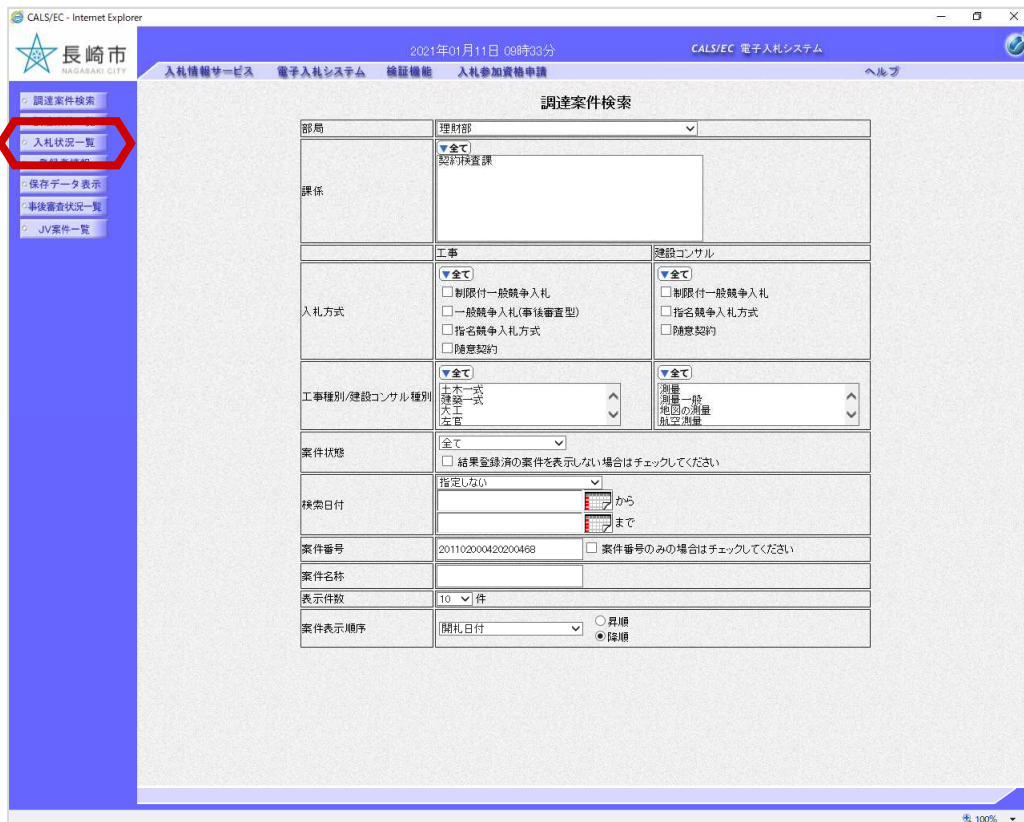 CALS/EC - Internet Explorer
長崎市
NAGASAKI CITY
2021年01月11日 09時33分
CALS/EC 電子入札システム
入札情報サービス 電子入札システム 検証機能 入札参加資格申請 ヘルプ
調達案件検索
入札状況一覧
保存データ表示
事後審査状況一覧
JV案件一覧
調達案件検索
部局 理財部
▼全て
契約検査課
課係
工事 建設コンサル
入札方式
▼全て
制限付一般競争入札
一般競争入札(事後審査型)
指名競争入札方式
随意契約
▼全て
制限付一般競争入札
指名競争入札方式
随意契約
工事種別/建設コンサル種別
▼全て
土木一式
建築一式
大工
左官
▼全て
測量
測量一般
地図の測量
航空測量
案件状態
全て
結果登録済の案件を表示しない場合はチェックしてください
検索日付
指定しない
から
まで
案件番号 201102000420200468 案件番号のみの場合はチェックしてください
案件名称
表示件数 10 件
案件表示順序 開札日付
昇順
降順
100%